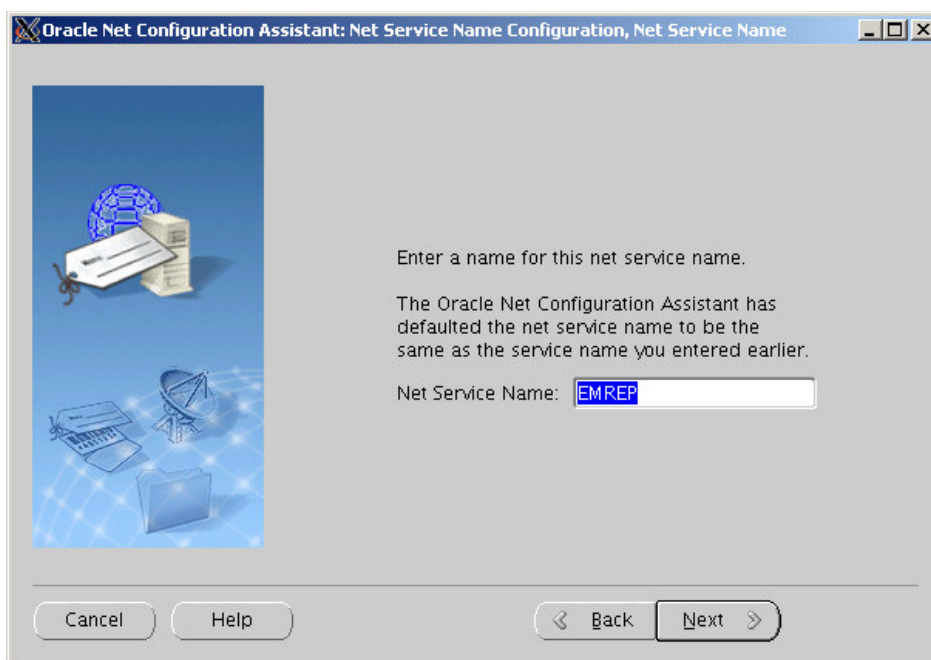 Oracle Net Configuration Assistant: Net Service Name Configuration, Net Service Name
Enter a name for this net service name.
The Oracle Net Configuration Assistant has
defaulted the net service name to be the
same as the service name you entered earlier.
Net Service Name: EMREP
Cancel
Help
Back
Next